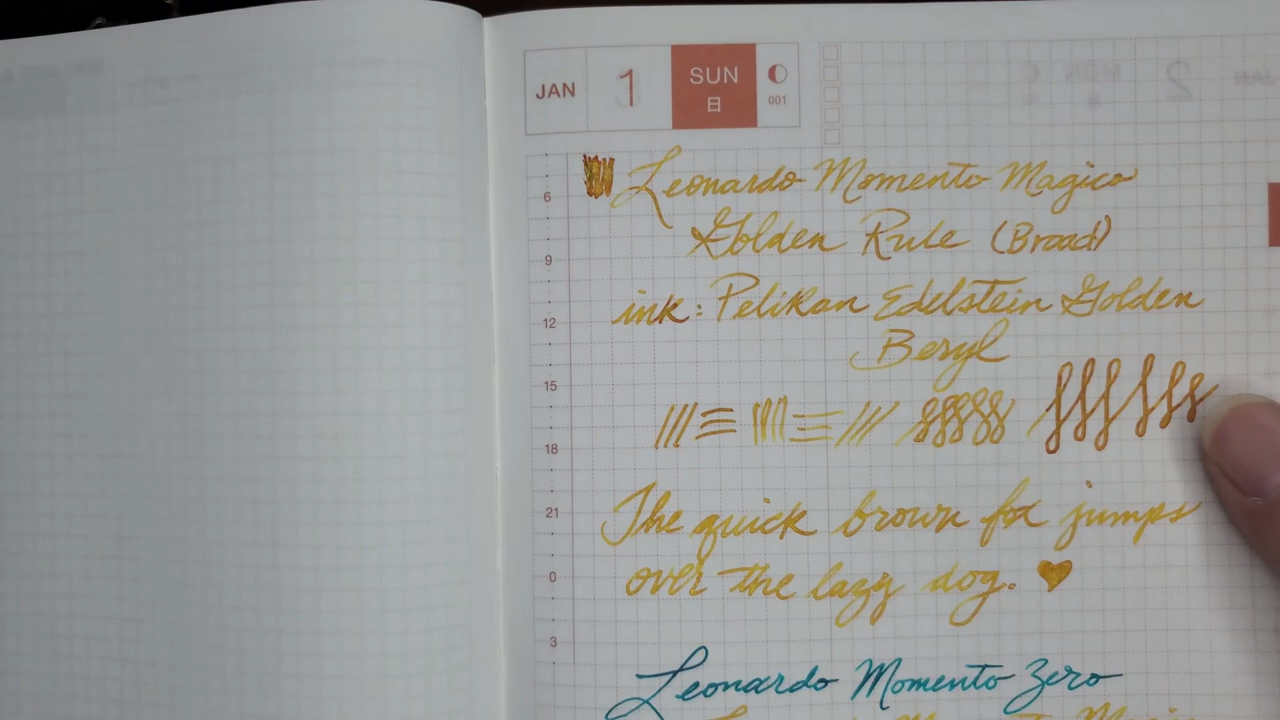 JAN 1 SUN 日 001
Leonardo Momento Magico
Golden Rule (Broad)
ink: Pelikan Edelstein Golden
Beryl
The quick brown fox jumps
over the lazy dog.
Leonardo Momento Zero
6
9
12
15
18
21
0
3